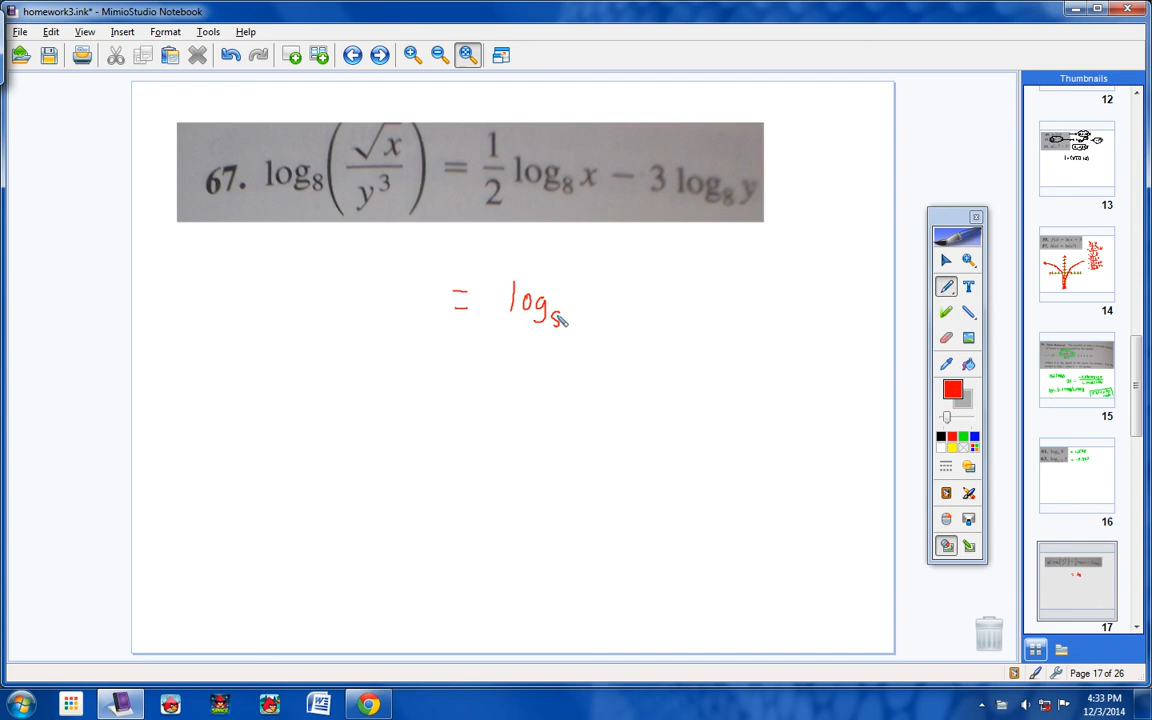 homework3.ink* - MimioStudio Notebook
File Edit View Insert Format Tools Help
Thumbnails
12
67. log₈(√x / y³) = 1/2 log₈ x − 3 log₈ y
= log₈
13
14
15
16
17
Page 17 of 26
4:33 PM
12/3/2014